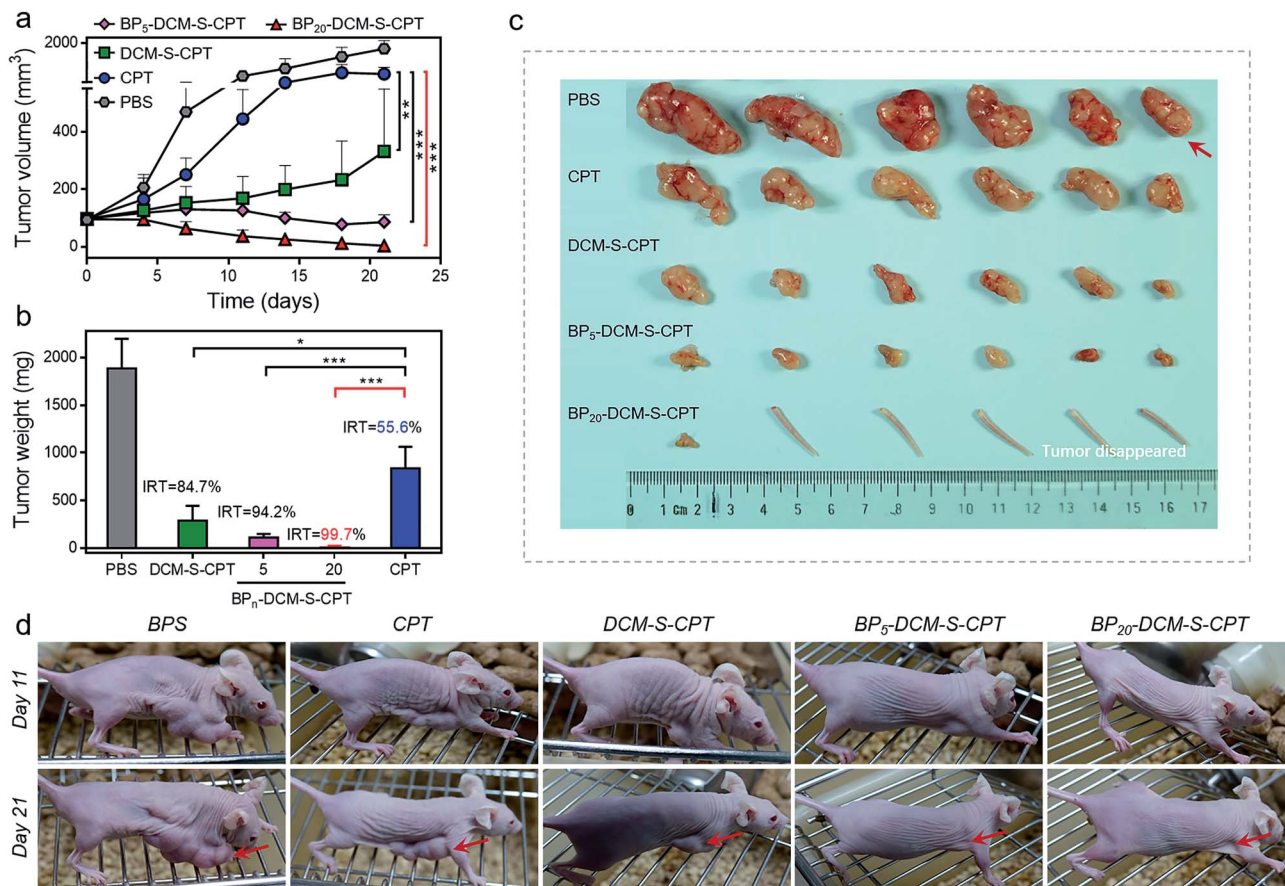 a
BP5-DCM-S-CPT
BP20-DCM-S-CPT
DCM-S-CPT
CPT
PBS
Tumor volume (mm3)
2000
400
200
0
**
***
***
0 5 10 15 20 25
Time (days)
b
Tumor weight (mg)
2000
1500
1000
500
0
*
***
***
IRT=84.7%
IRT=94.2%
IRT=99.7%
IRT=55.6%
PBS DCM-S-CPT 5 20 CPT
BPn-DCM-S-CPT
c
PBS
CPT
DCM-S-CPT
BP5-DCM-S-CPT
BP20-DCM-S-CPT
Tumor disappeared
0 1 Cm 2 3 4 5 6 7 8 9 10 11 12 13 14 15 16 17
d
BPS CPT DCM-S-CPT BP5-DCM-S-CPT BP20-DCM-S-CPT
Day 11
Day 21